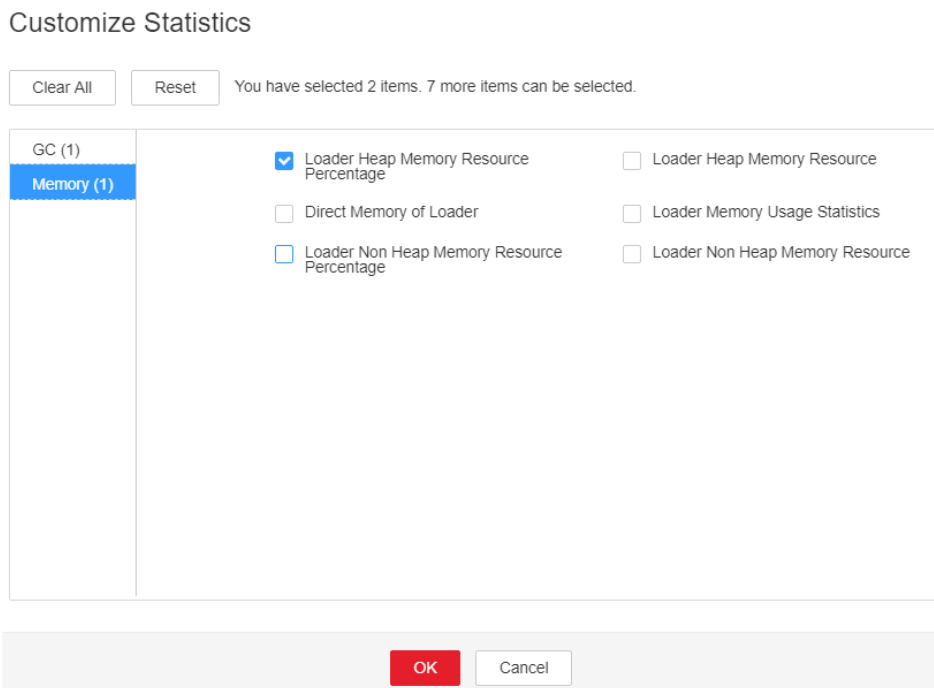 Customize Statistics
Clear All
Reset
You have selected 2 items. 7 more items can be selected.
GC (1)
Memory (1)
Loader Heap Memory Resource
Percentage
Loader Heap Memory Resource
Direct Memory of Loader
Loader Memory Usage Statistics
Loader Non Heap Memory Resource
Percentage
Loader Non Heap Memory Resource
OK
Cancel